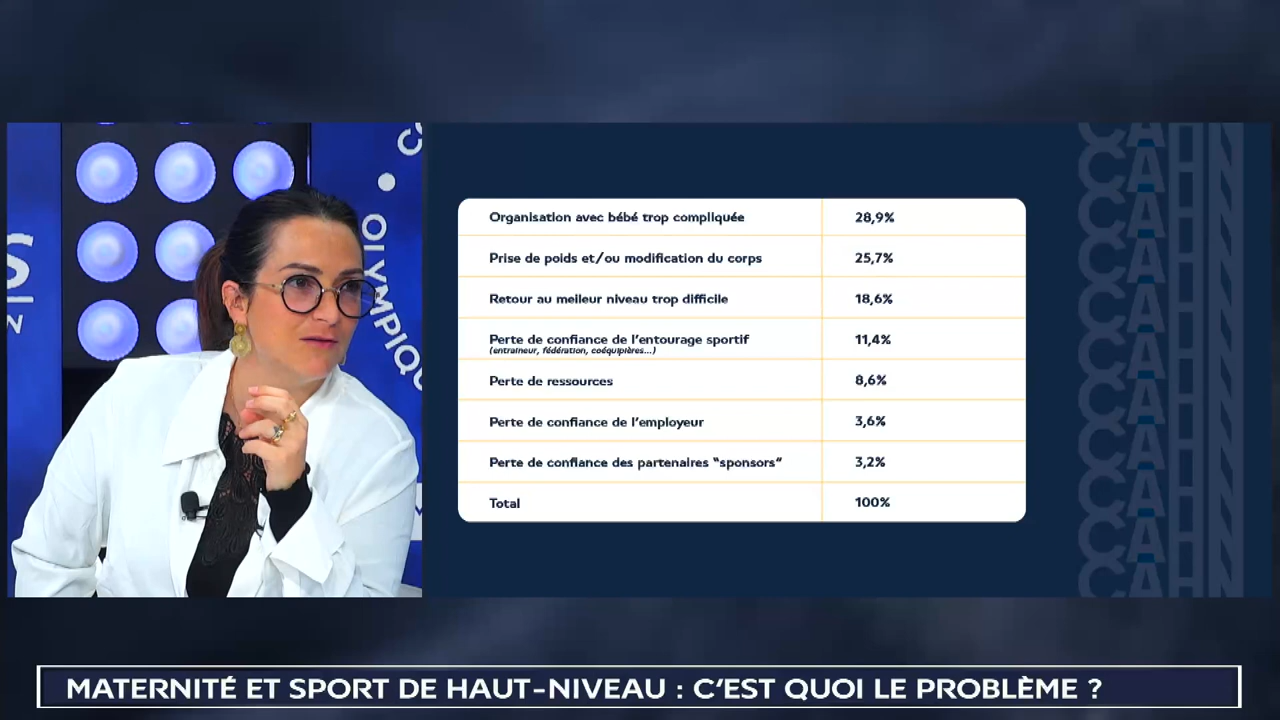 OLYMPIQU
Organisation avec bébé trop compliquée 28,9%
Prise de poids et/ou modification du corps 25,7%
Retour au meileur niveau trop difficile 18,6%
Perte de confiance de l'entourage sportif 11,4%
(entraineur, fédération, coéquipières...)
Perte de ressources 8,6%
Perte de confiance de l'employeur 3,6%
Perte de confiance des partenaires "sponsors" 3,2%
Total 100%
MATERNITÉ ET SPORT DE HAUT-NIVEAU : C'EST QUOI LE PROBLÈME ?